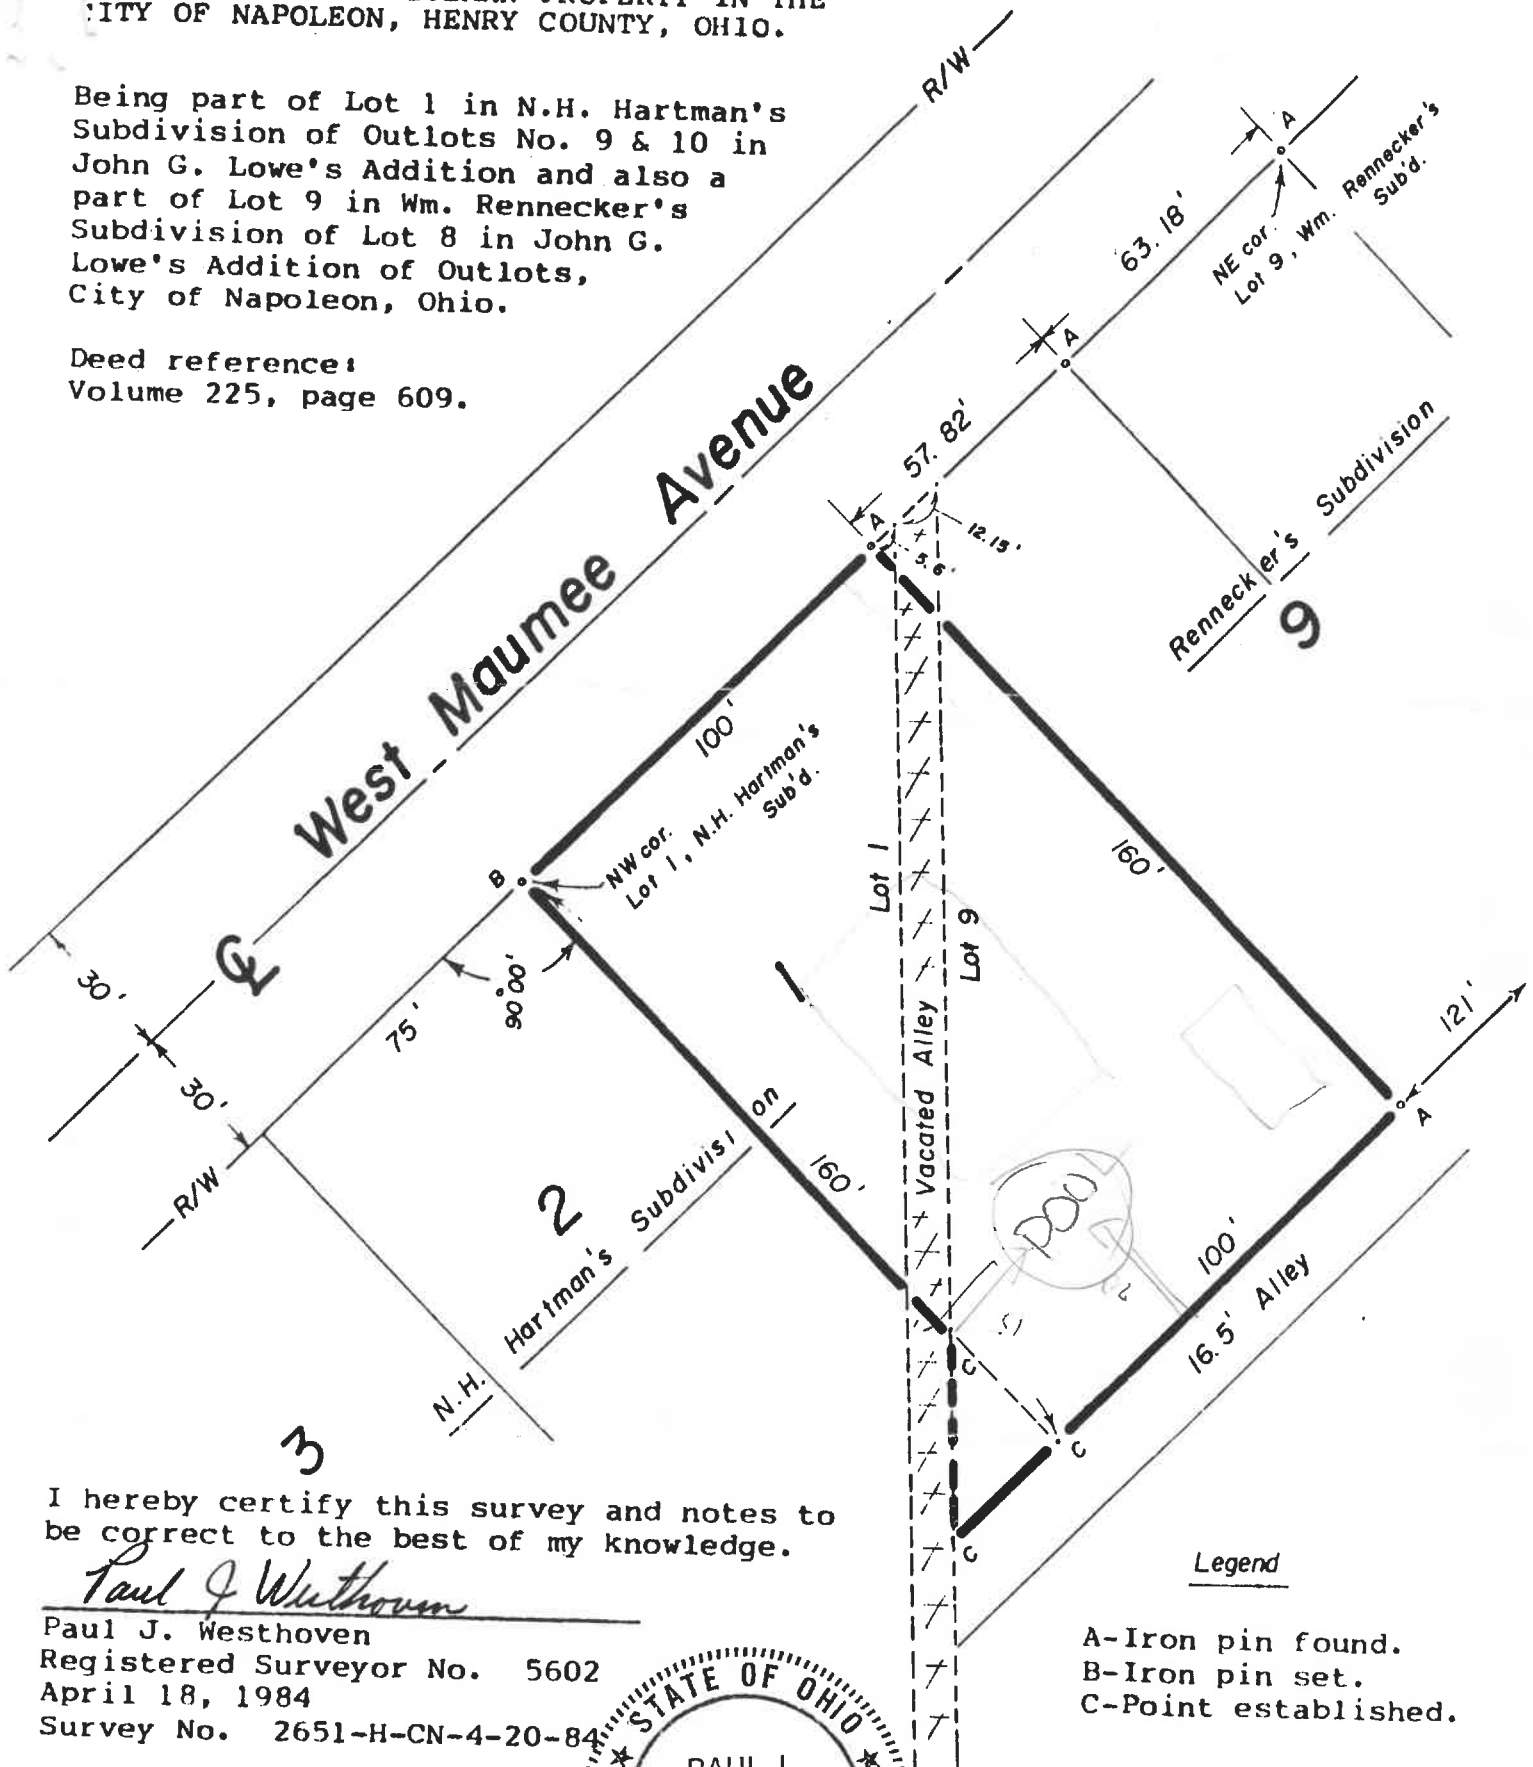 PROPERTY IN THE
CITY OF NAPOLEON, HENRY COUNTY, OHIO.
Being part of Lot 1 in N.H. Hartman's
Subdivision of Outlots No. 9 & 10 in
John G. Lowe's Addition and also a
part of Lot 9 in Wm. Rennecker's
Subdivision of Lot 8 in John G.
Lowe's Addition of Outlots,
City of Napoleon, Ohio.
Deed reference:
Volume 225, page 609.
R/W
A
63.18'
NE cor.
Lot 9, Wm. Rennecker's
Sub'd.
A
57.82'
A
12.15'
5.6'
West Maumee Avenue
Rennecker's Subdivision
9
100'
NW cor.
Lot 1, N.H. Hartman's
Sub'd.
B
160'
Lot 1
Lot 9
Vacated Alley
CL
30'
30'
75'
90°00'
121'
A
R/W
160'
2
N.H. Hartman's Subdivision
pool
15
100'
16.5' Alley
C
C
C
3
I hereby certify this survey and notes to
be correct to the best of my knowledge.
Paul J Westhoven
Paul J. Westhoven
Registered Surveyor No. 5602
April 18, 1984
Survey No. 2651-H-CN-4-20-84
STATE OF OHIO
PAUL J.
Legend
A-Iron pin found.
B-Iron pin set.
C-Point established.